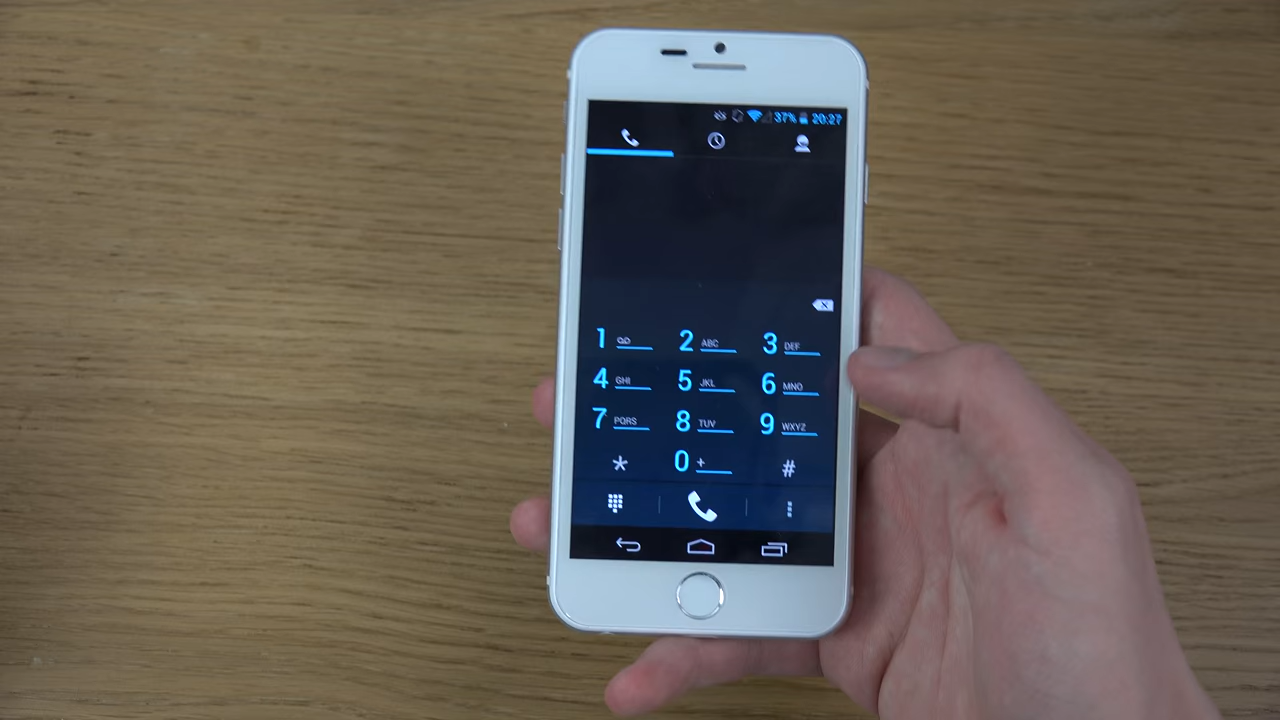 37% 20:27
1 2 ABC 3 DEF
4 GHI 5 JKL 6 MNO
7 PQRS 8 TUV 9 WXYZ
* 0 + #